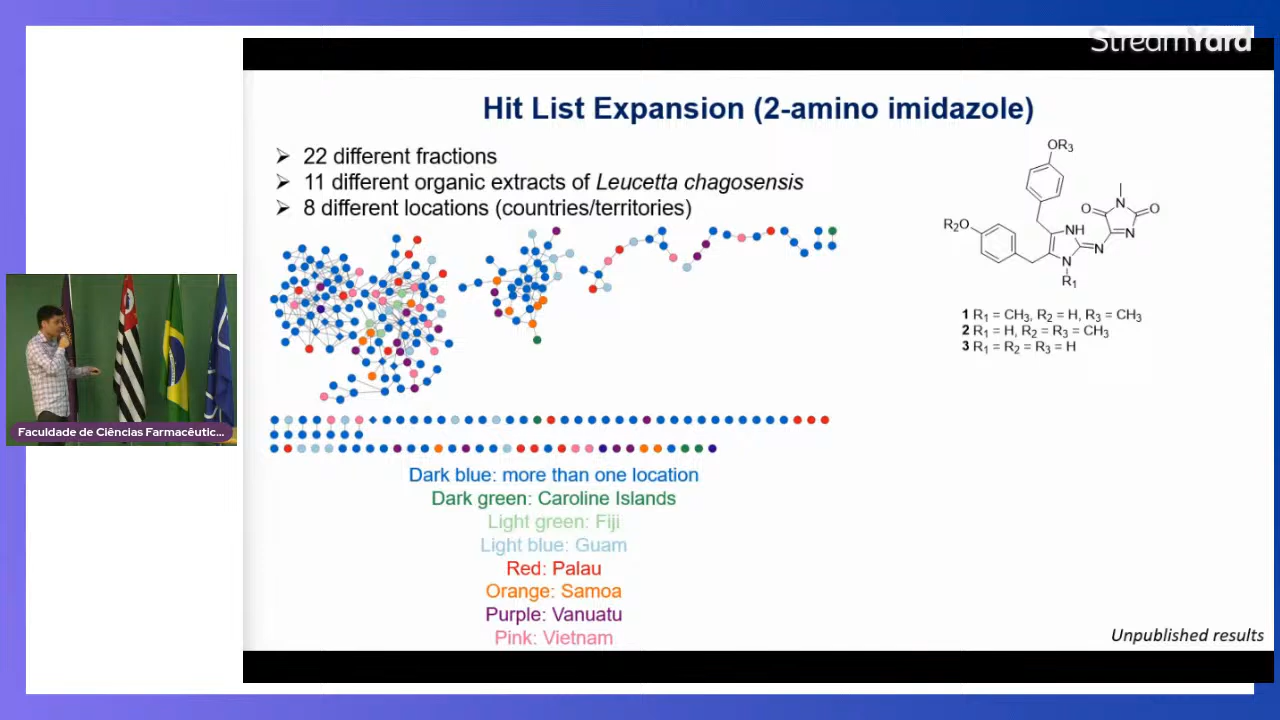 StreamYard
Hit List Expansion (2-amino imidazole)
➢ 22 different fractions
➢ 11 different organic extracts of Leucetta chagosensis
➢ 8 different locations (countries/territories)
OR₃
R₂O
NH
N
R₁
N
O
N
O
N
1 R₁ = CH₃, R₂ = H, R₃ = CH₃
2 R₁ = H, R₂ = R₃ = CH₃
3 R₁ = R₂ = R₃ = H
Faculdade de Ciências Farmacêutic...
Dark blue: more than one location
Dark green: Caroline Islands
Light green: Fiji
Light blue: Guam
Red: Palau
Orange: Samoa
Purple: Vanuatu
Pink: Vietnam
Unpublished results